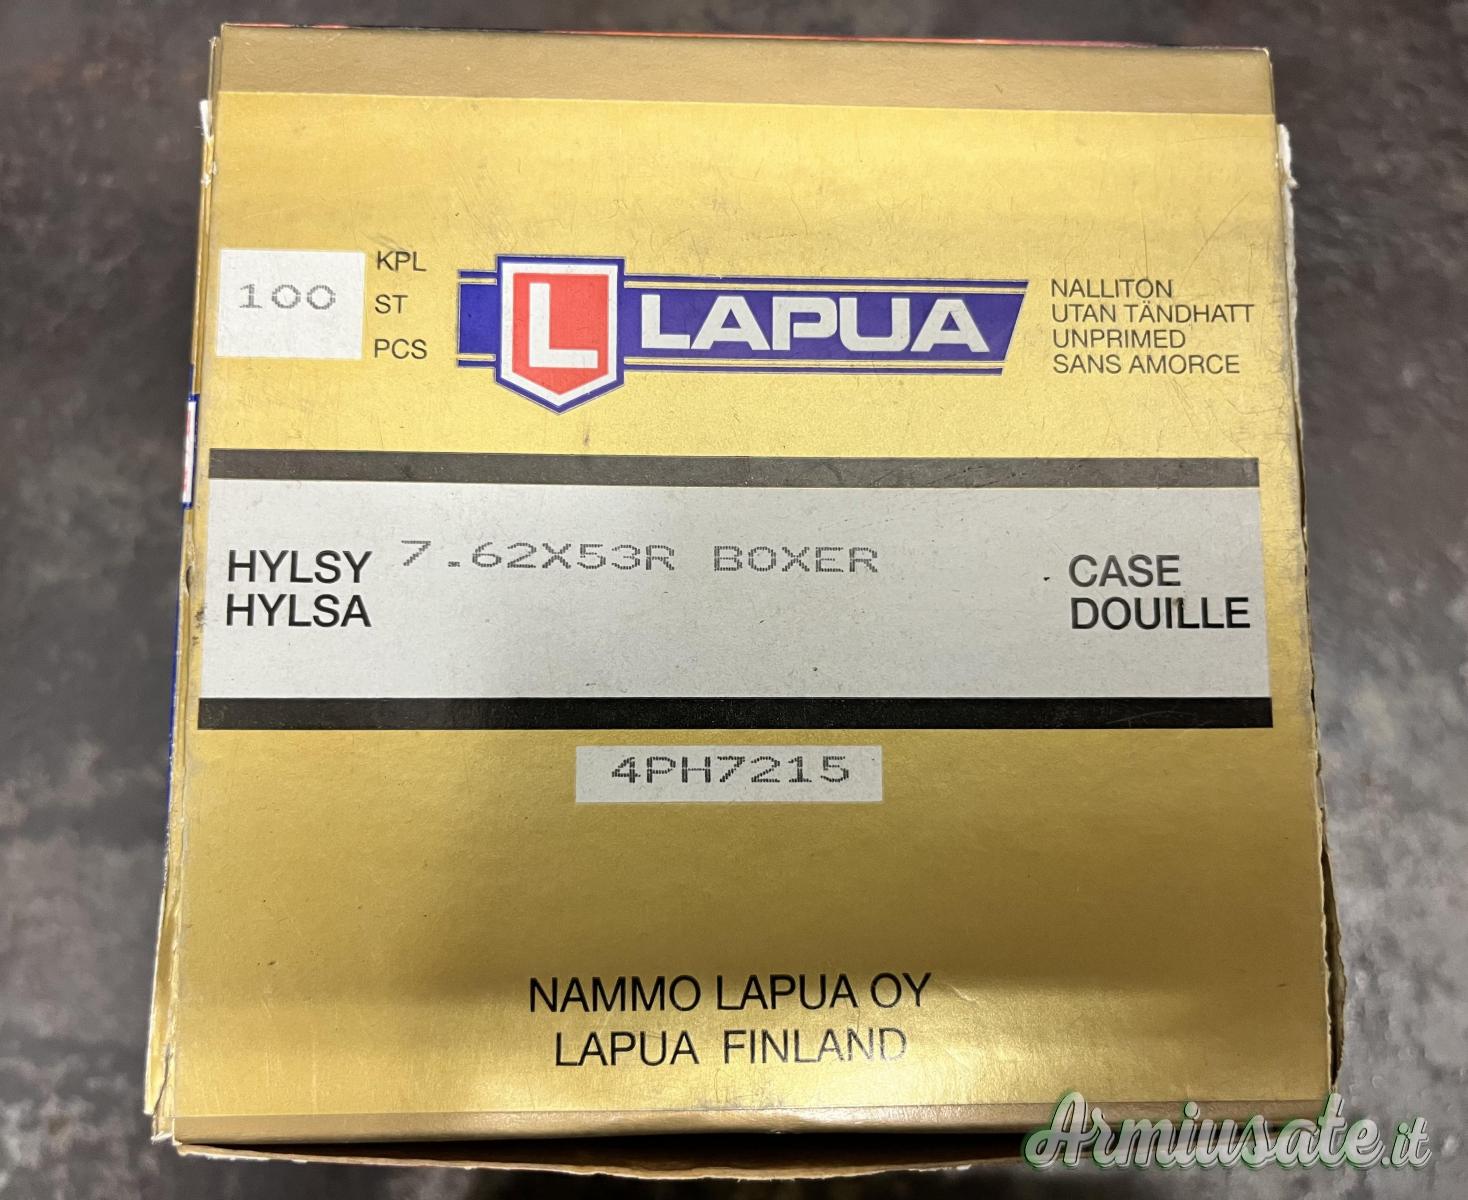 100
KPL
ST
PCS
L LAPUA
NALLITON
UTAN TÄNDHATT
UNPRIMED
SANS AMORCE
HYLSY
HYLSA
7.62X53R BOXER
CASE
DOUILLE
4PH7215
NAMMO LAPUA OY
LAPUA FINLAND
Armiusate.it